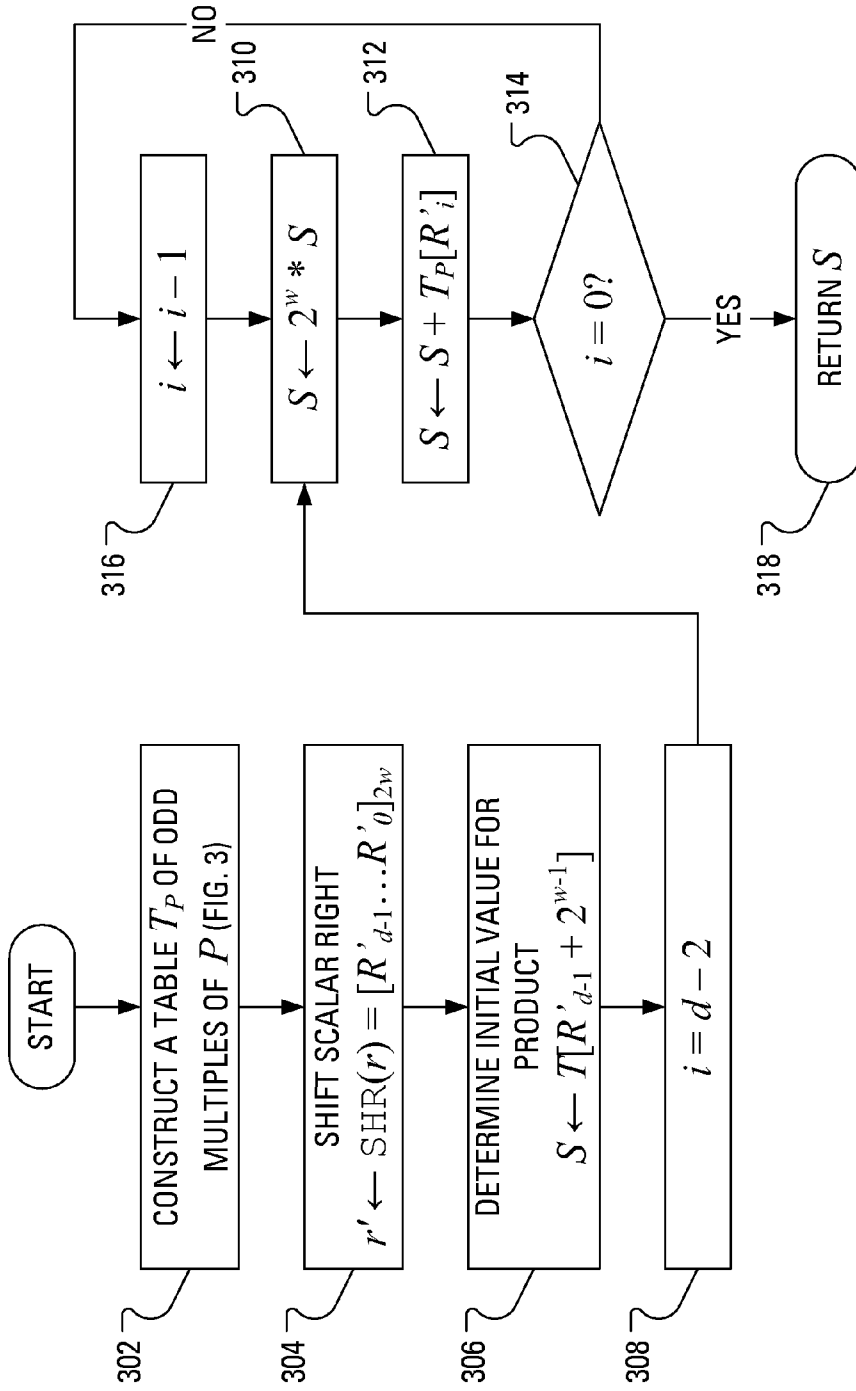 START
302
CONSTRUCT A TABLE T_P OF ODD
MULTIPLES OF P (FIG. 3)
304
SHIFT SCALAR RIGHT
r' ← SHR(r) = [R'_{d-1}...R'_0]_{2w}
306
DETERMINE INITIAL VALUE FOR
PRODUCT
S ← T[R'_{d-1} + 2^{w-1}]
308
i = d – 2
316
i ← i – 1
NO
310
S ← 2^w * S
312
S ← S + T_P[R'_i]
314
i = 0?
YES
318
RETURN S